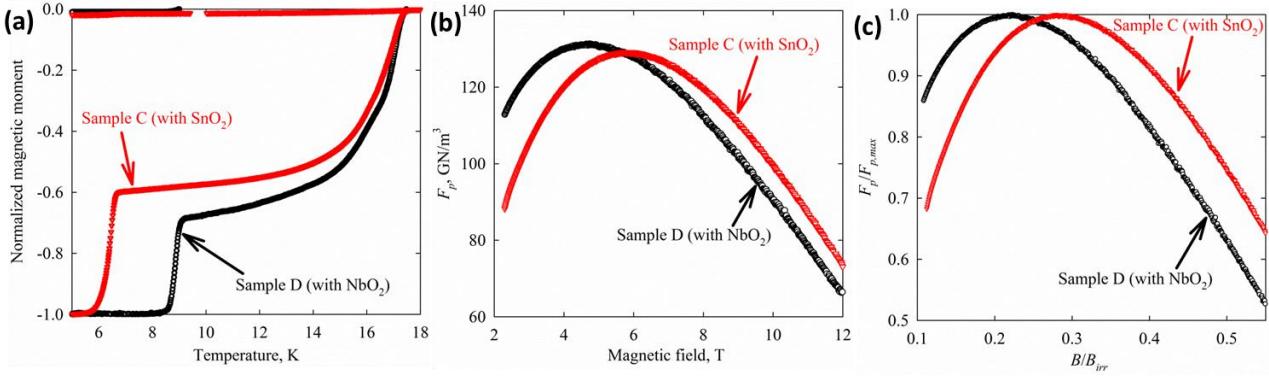 (a)
0.0
-0.2
-0.4
-0.6
-0.8
-1.0
Normalized magnetic moment
Sample C (with SnO₂)
Sample D (with NbO₂)
6 8 10 12 14 16 18
Temperature, K
(b)
140
120
100
80
60
Fₚ, GN/m³
Sample C (with SnO₂)
Sample D (with NbO₂)
2 4 6 8 10 12
Magnetic field, T
(c)
1.0
0.9
0.8
0.7
0.6
0.5
Fₚ/Fₚ,ₘₐₓ
Sample C (with SnO₂)
Sample D (with NbO₂)
0.1 0.2 0.3 0.4 0.5
B/Bᵢᵣᵣ